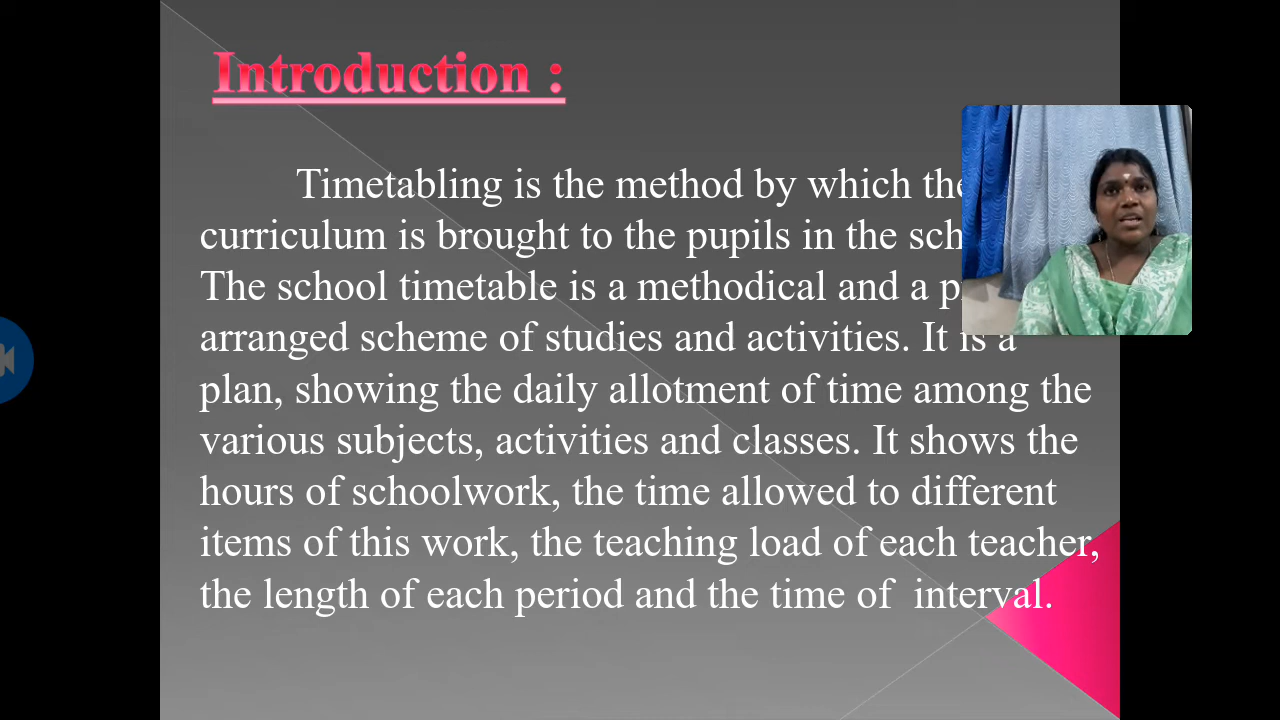 Introduction :
Timetabling is the method by which the
curriculum is brought to the pupils in the
The school timetable is a methodical and a
arranged scheme of studies and activities. It is a
plan, showing the daily allotment of time among the
various subjects, activities and classes. It shows the
hours of schoolwork, the time allowed to different
items of this work, the teaching load of each teacher,
the length of each period and the time of  interval.